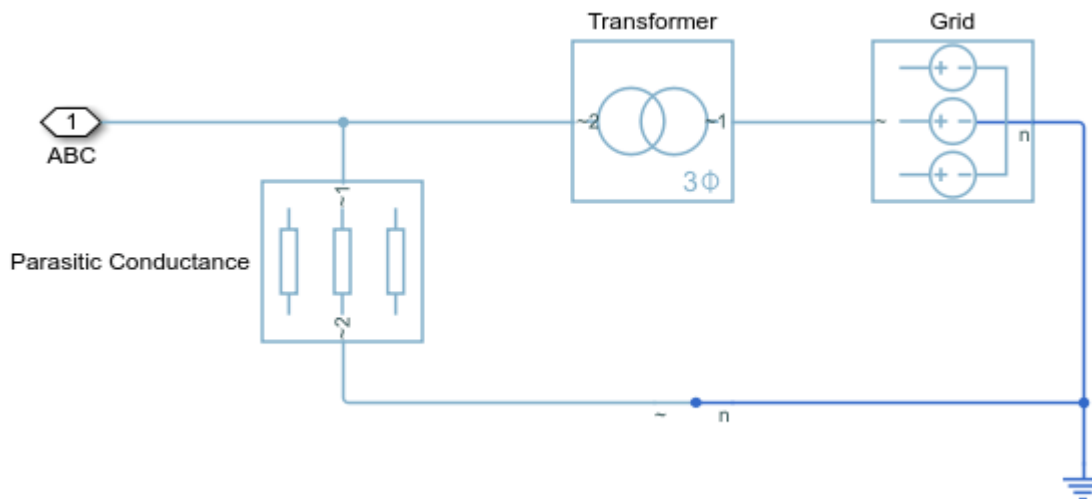 Transformer
Grid
+ -
1
~2
~1
~
+ -
n
ABC
3Φ
+ -
~1
Parasitic Conductance
~2
~
n